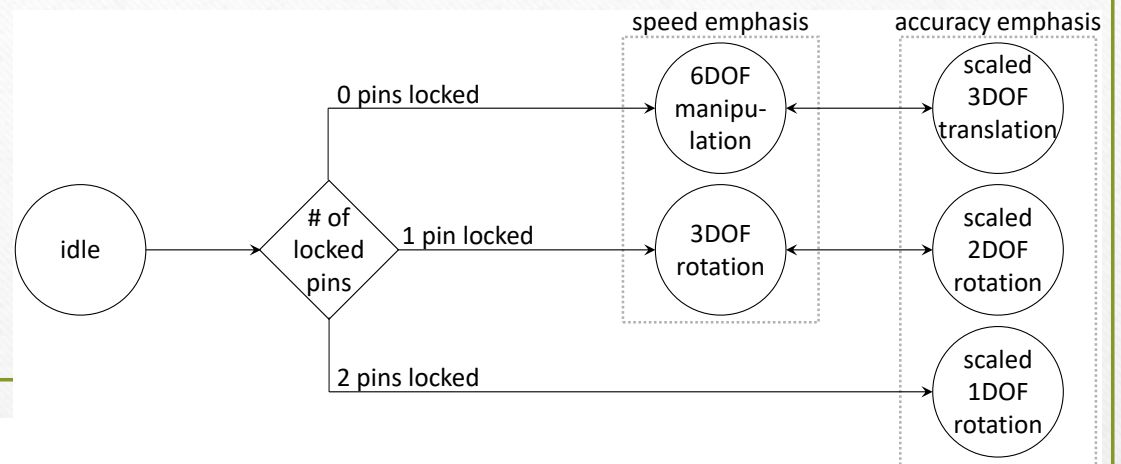 speed emphasis
accuracy emphasis
0 pins locked
6DOF
manipu-
lation
scaled
3DOF
translation
idle
# of
locked
pins
1 pin locked
3DOF
rotation
scaled
2DOF
rotation
2 pins locked
scaled
1DOF
rotation